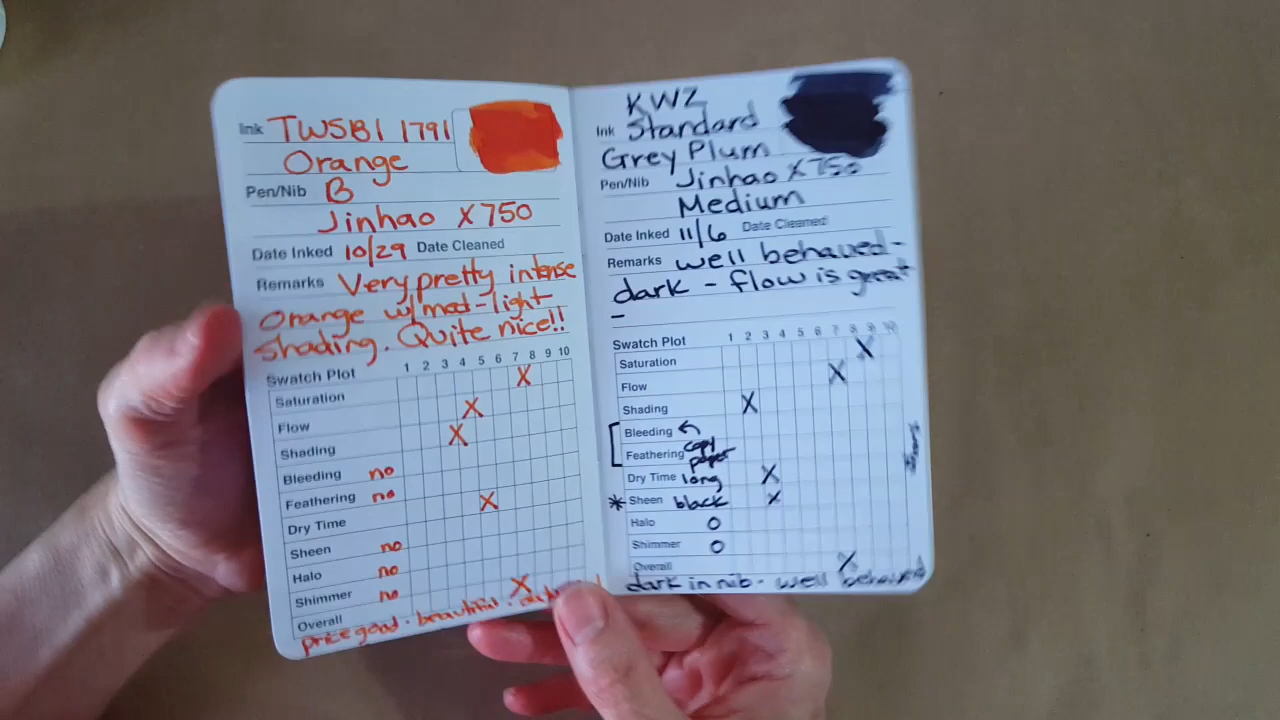 Ink TWSBI 1791
Orange
Pen/Nib B
Jinhao X750
Date Inked 10/29 Date Cleaned
Remarks Very pretty intense
Orange w/med-light
Shading. Quite nice!!
Swatch Plot 1 2 3 4 5 6 7 8 9 10
Saturation X
Flow X
Shading X
Bleeding no
Feathering no
Dry Time X
Sheen no
Halo no
Shimmer no
Overall X
price good · beautiful ·
KWZ
Ink Standard
Grey Plum
Pen/Nib Jinhao X750
Medium
Date Inked 11/6 Date Cleaned
Remarks well behaved -
dark - flow is great
-
Swatch Plot 1 2 3 4 5 6 7 8 9 10
Saturation X
Flow X
Shading X
Bleeding
Feathering copy paper
Dry Time long X
* Sheen black X
Halo O
Shimmer O
Overall X
dark in nib - well behaved